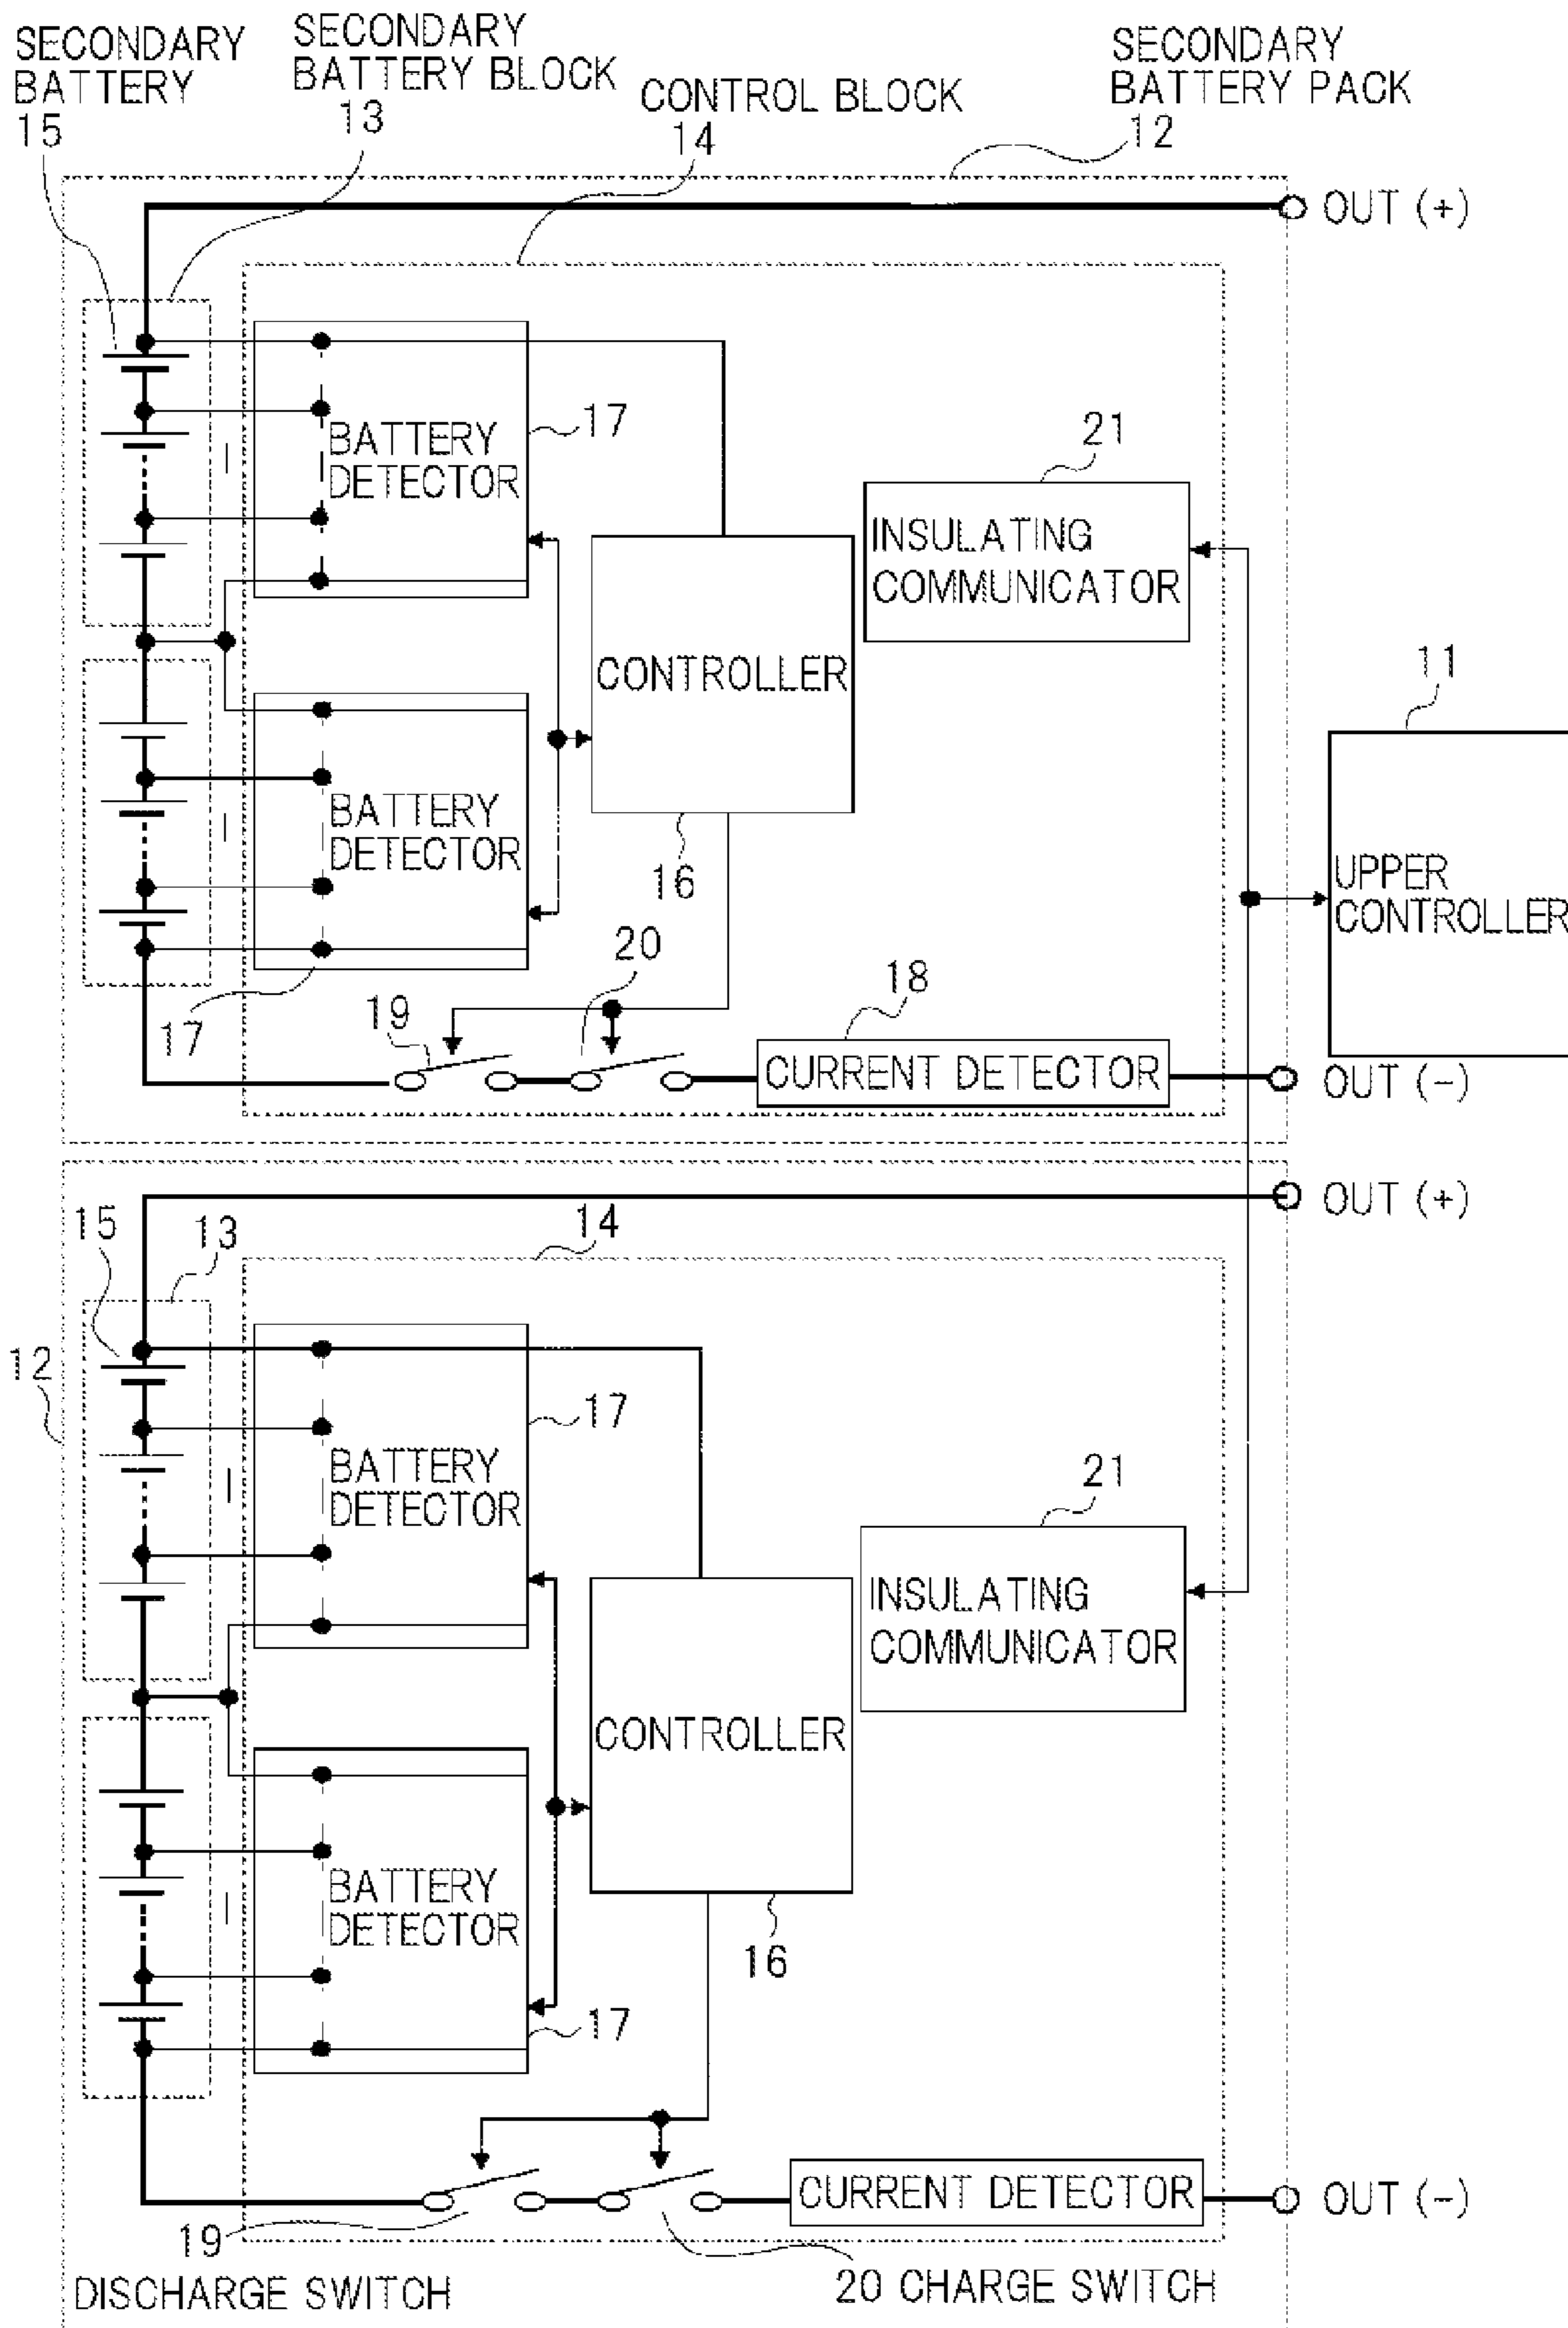 SECONDARY
BATTERY
15
SECONDARY
BATTERY BLOCK
13
CONTROL BLOCK
14
SECONDARY
BATTERY PACK
12
OUT (+)
BATTERY
DETECTOR
17
21
INSULATING
COMMUNICATOR
CONTROLLER
11
BATTERY
DETECTOR
16
UPPER
CONTROLLER
17
19
20
18
CURRENT DETECTOR
OUT (-)
OUT (+)
15
13
14
12
17
BATTERY
DETECTOR
21
INSULATING
COMMUNICATOR
CONTROLLER
BATTERY
DETECTOR
16
17
CURRENT DETECTOR
OUT (-)
19
DISCHARGE SWITCH
20 CHARGE SWITCH